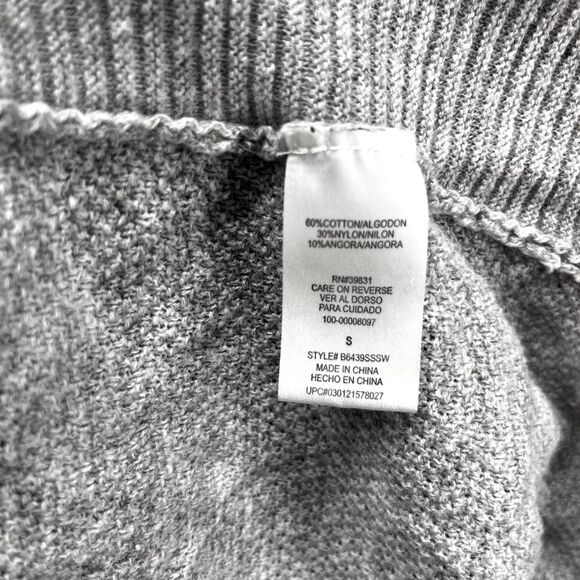 60%COTTON/ALGODON
30%NYLON/NILON
10%ANGORA/ANGORA
RN#39831
CARE ON REVERSE
VER AL DORSO
PARA CUIDADO
100-00008097
S
STYLE# B6439SSSW
MADE IN CHINA
HECHO EN CHINA
UPC#030121578027